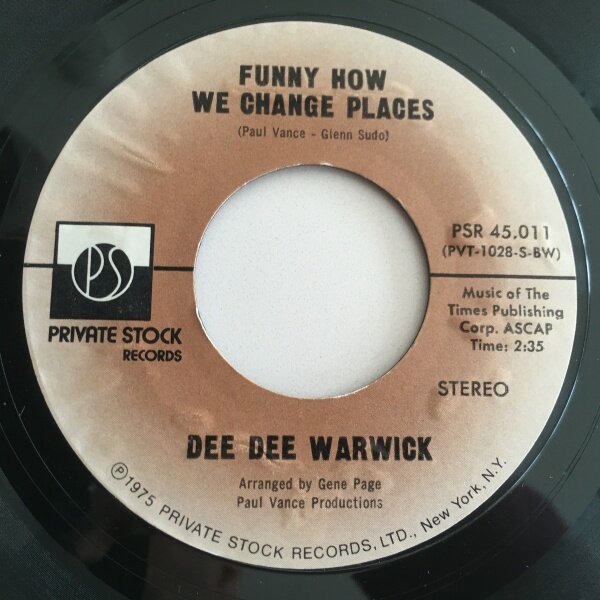 FUNNY HOW
WE CHANGE PLACES
(Paul Vance - Glenn Sudo)
PS
PRIVATE STOCK
RECORDS
PSR 45.011
(PVT-1028-S-BW)
Music of The
Times Publishing
Corp. ASCAP
Time: 2:35
STEREO
DEE DEE WARWICK
Arranged by Gene Page
Paul Vance Productions
Ⓟ1975 PRIVATE STOCK RECORDS, LTD., New York, N.Y.